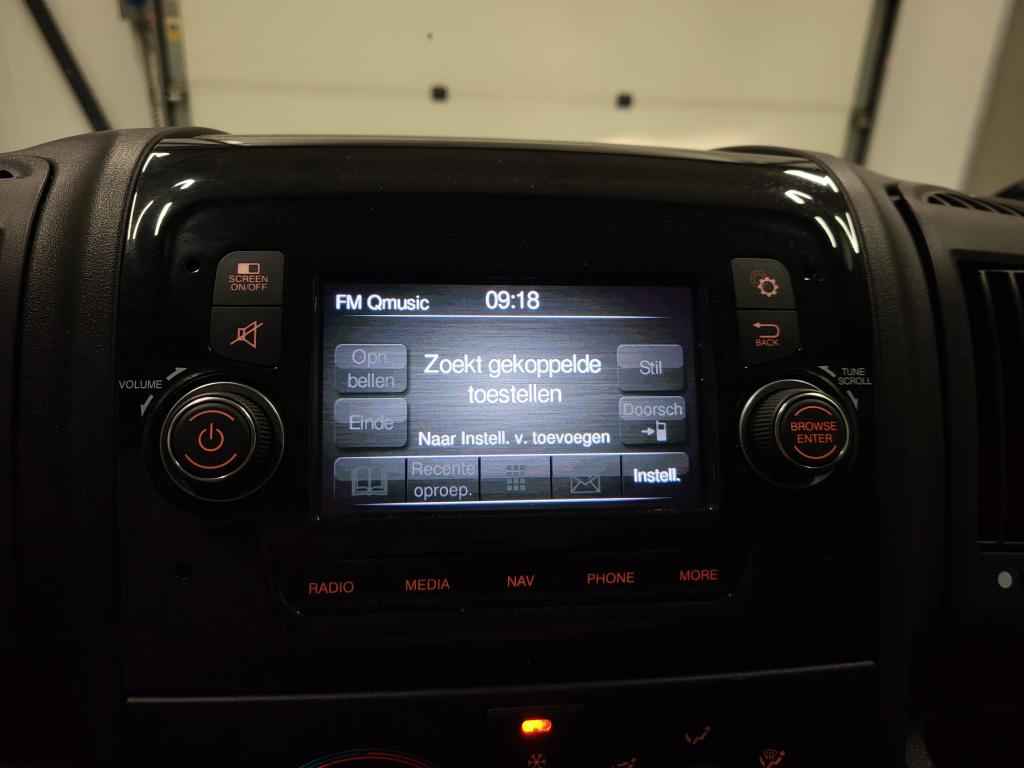 SCREEN
ON/OFF
VOLUME
FM Qmusic 09:18
Opn.
bellen
Zoekt gekoppelde
toestellen
Stil
Einde
Doorsch
Naar Instell. v. toevoegen
Recente
oproep.
Instell.
BACK
TUNE
SCROLL
BROWSE
ENTER
RADIO MEDIA NAV PHONE MORE